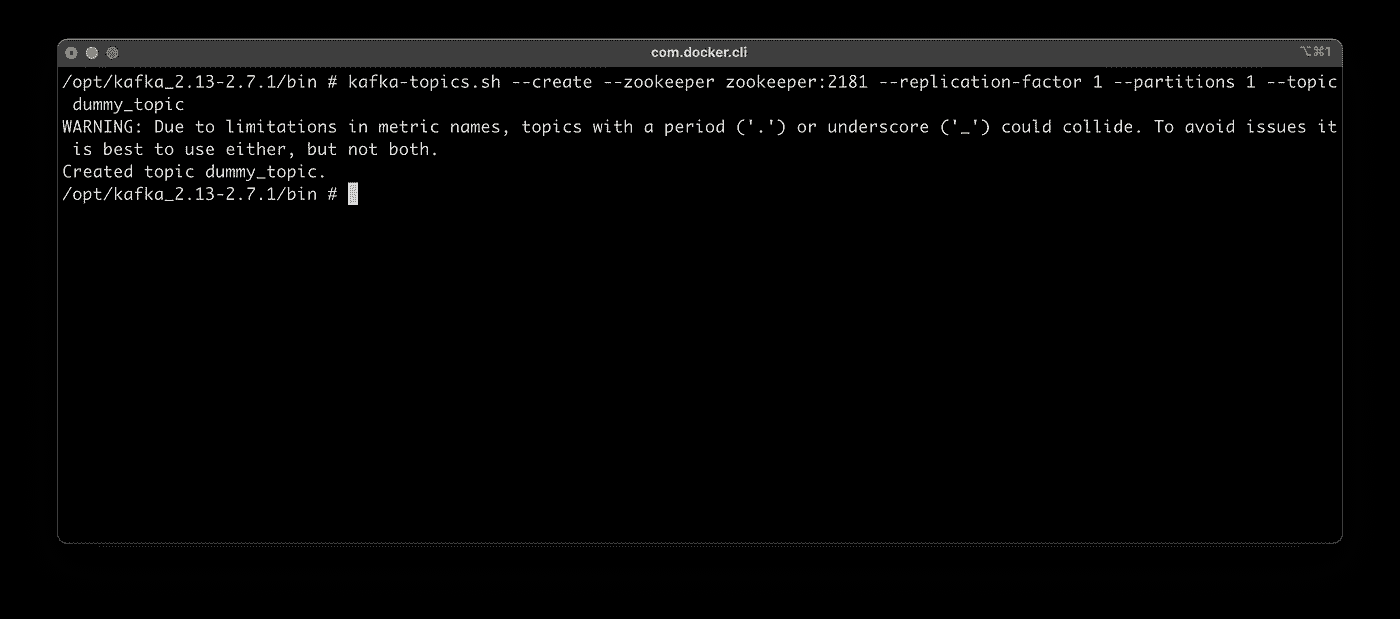 com.docker.cli
⌥⌘1
/opt/kafka_2.13-2.7.1/bin # kafka-topics.sh --create --zookeeper zookeeper:2181 --replication-factor 1 --partitions 1 --topic
dummy_topic
WARNING: Due to limitations in metric names, topics with a period ('.') or underscore ('_') could collide. To avoid issues it
is best to use either, but not both.
Created topic dummy_topic.
/opt/kafka_2.13-2.7.1/bin #